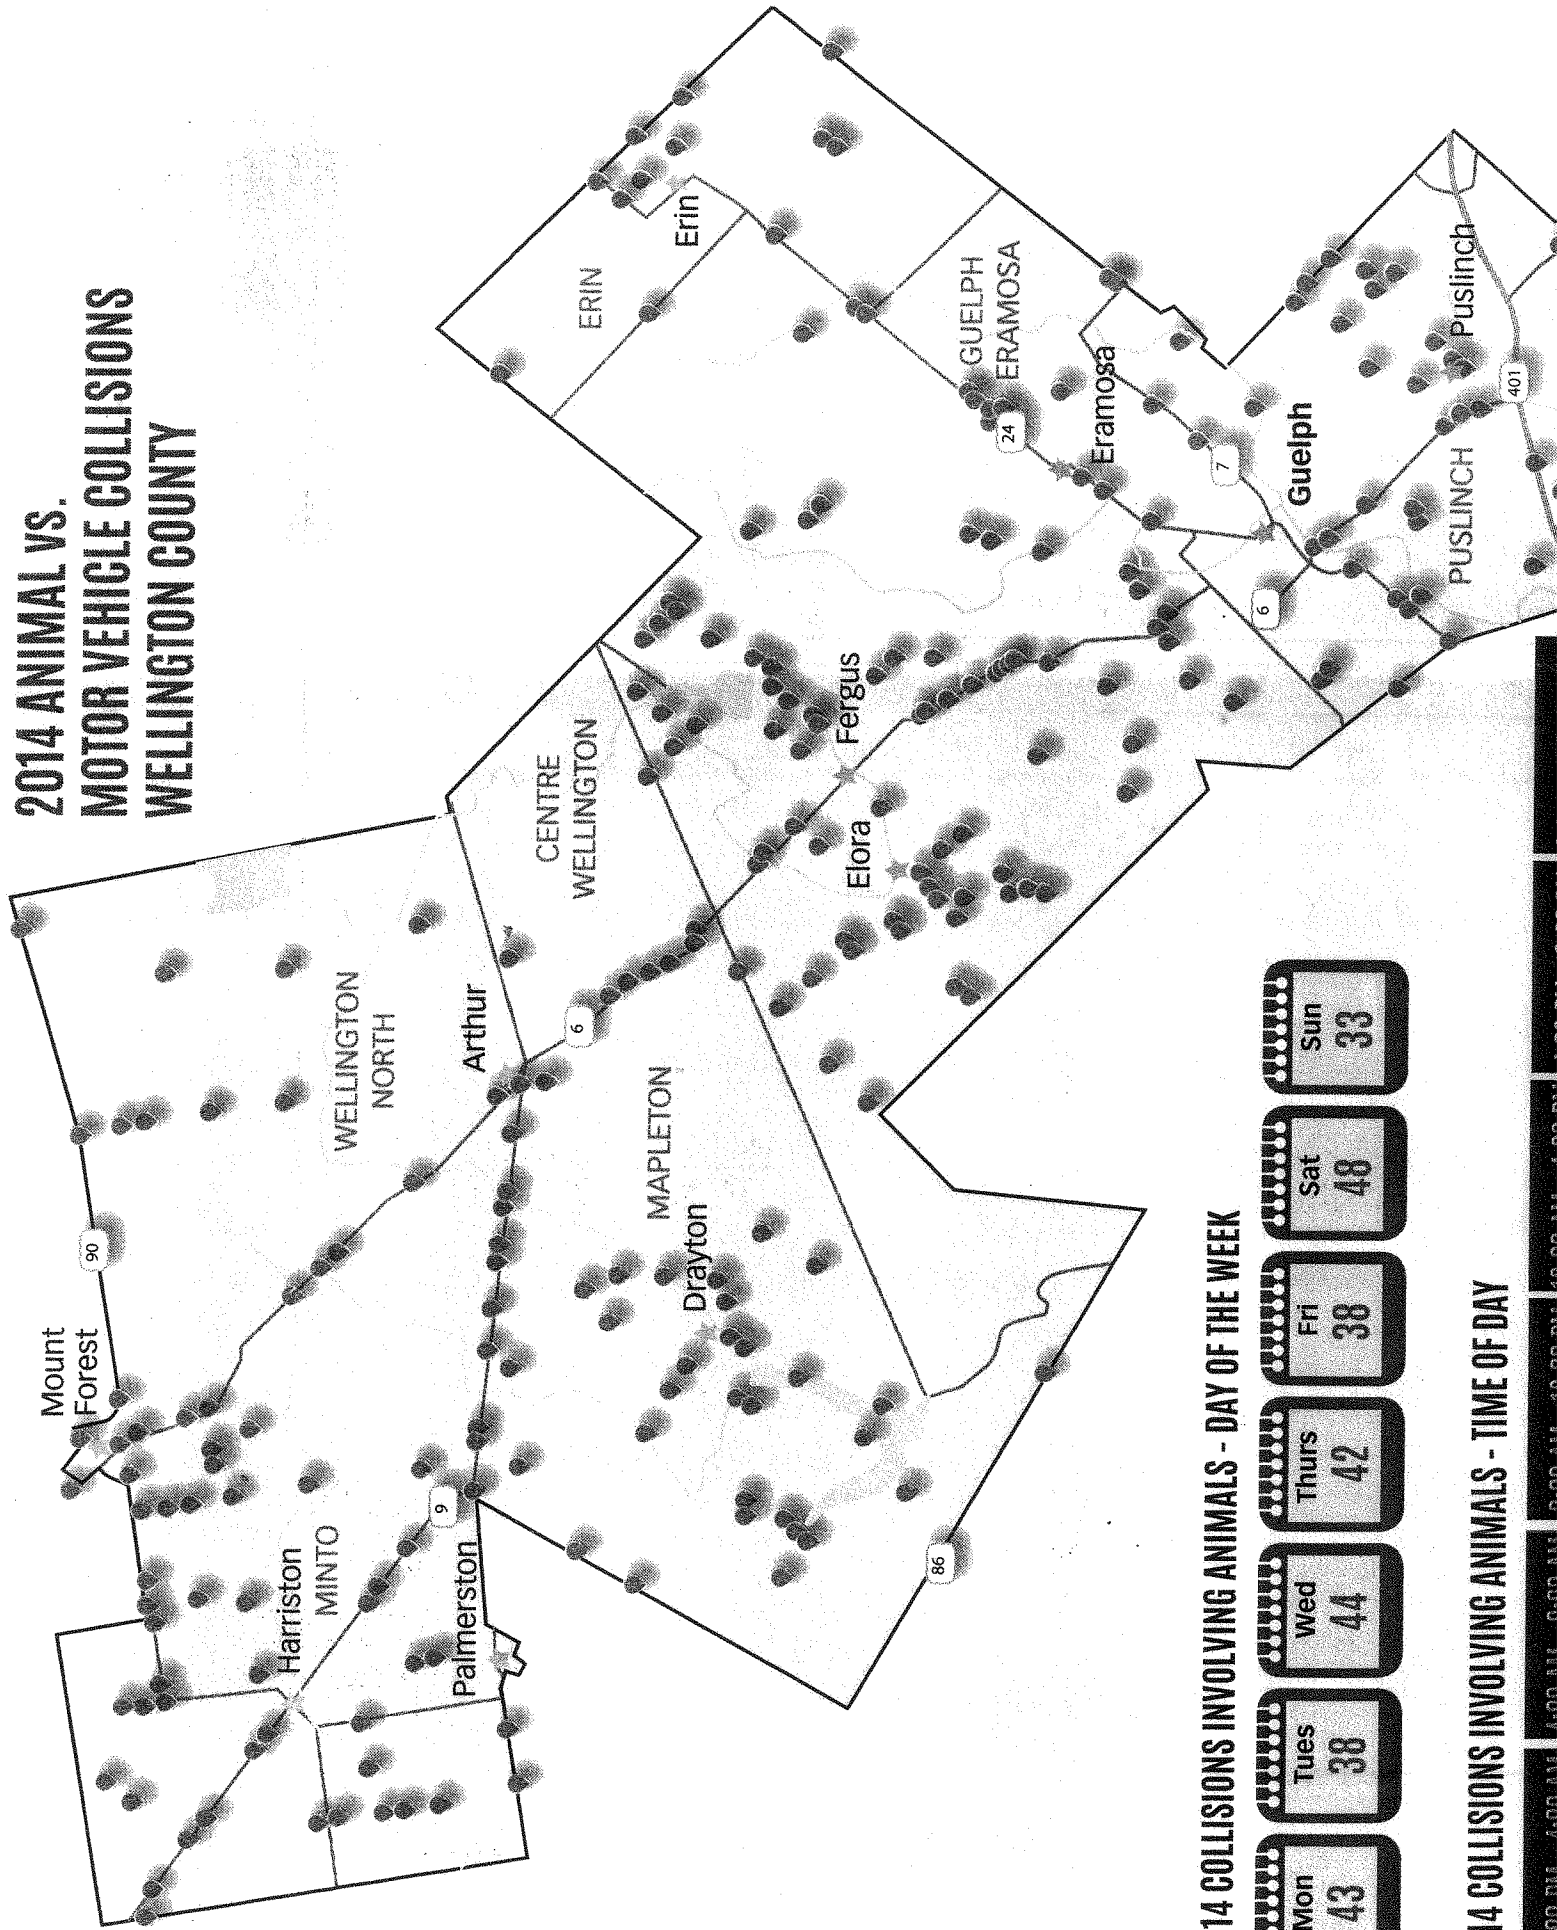 2014 ANIMAL VS.
MOTOR VEHICLE COLLISIONS
WELLINGTON COUNTY
Mount
Forest
90
WELLINGTON
NORTH
Harriston
MINTO
9
Palmerston
Arthur
6
CENTRE
WELLINGTON
MAPLETON
Drayton
86
Elora
Fergus
ERIN
Erin
GUELPH
ERAMOSA
24
Eramosa
7
Guelph
6
PUSLINCH
Puslinch
401
14 COLLISIONS INVOLVING ANIMALS - DAY OF THE WEEK
Mon
43
Tues
38
Wed
44
Thurs
42
Fri
38
Sat
48
Sun
33
4 COLLISIONS INVOLVING ANIMALS - TIME OF DAY